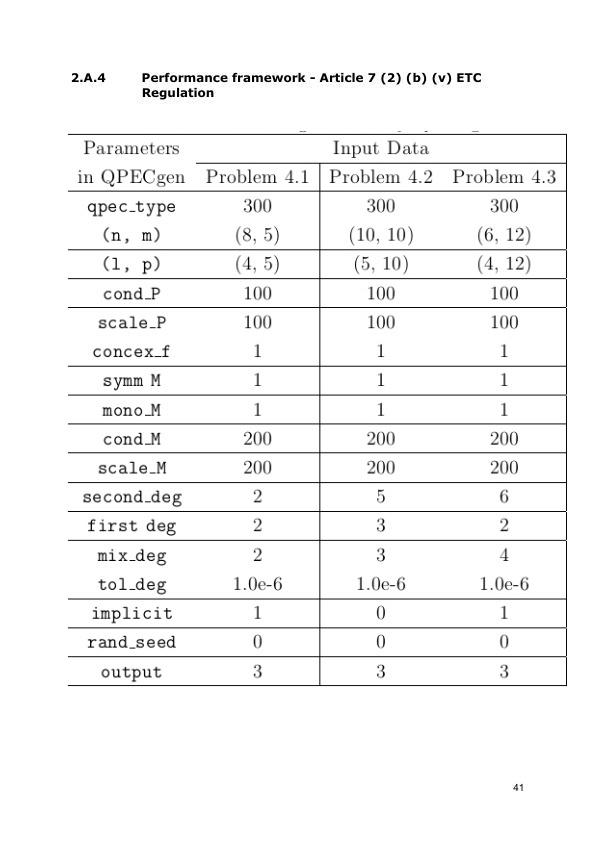 2.A.4 Performance framework - Article 7 (2) (b) (v) ETC
Regulation
Parameters Input Data
in QPECgen Problem 4.1 Problem 4.2 Problem 4.3
qpec_type 300 300 300
(n, m) (8, 5) (10, 10) (6, 12)
(l, p) (4, 5) (5, 10) (4, 12)
cond_P 100 100 100
scale_P 100 100 100
concex_f 1 1 1
symm M 1 1 1
mono_M 1 1 1
cond_M 200 200 200
scale_M 200 200 200
second_deg 2 5 6
first deg 2 3 2
mix_deg 2 3 4
tol_deg 1.0e-6 1.0e-6 1.0e-6
implicit 1 0 1
rand_seed 0 0 0
output 3 3 3
41